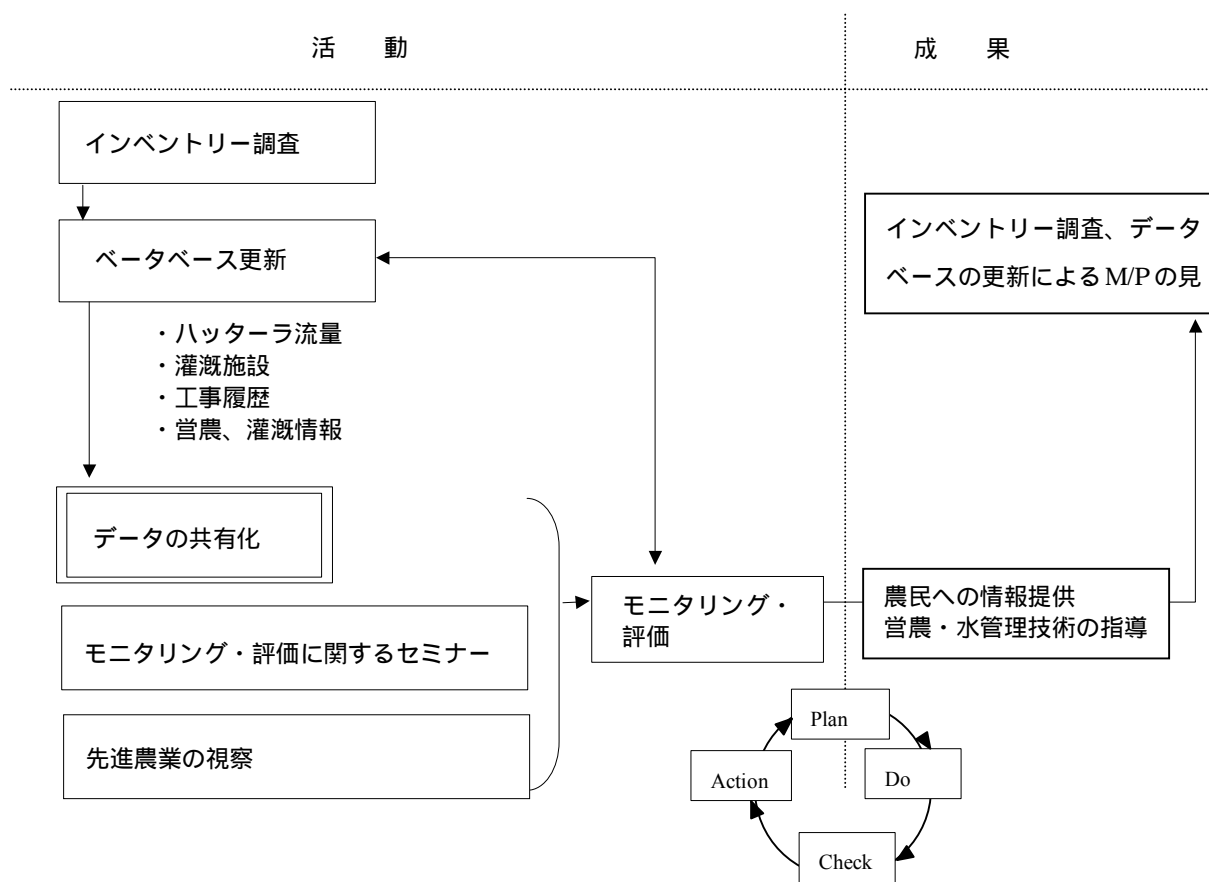 活　動
成　果
インベントリー調査
ベータベース更新
・ハッターラ流量
・灌漑施設
・工事履歴
・営農、灌漑情報
データの共有化
モニタリング・評価に関するセミナー
先進農業の視察
モニタリング・
評価
インベントリー調査、データ
ベースの更新による M/P の見
農民への情報提供
営農・水管理技術の指導
Plan
Do
Check
Action